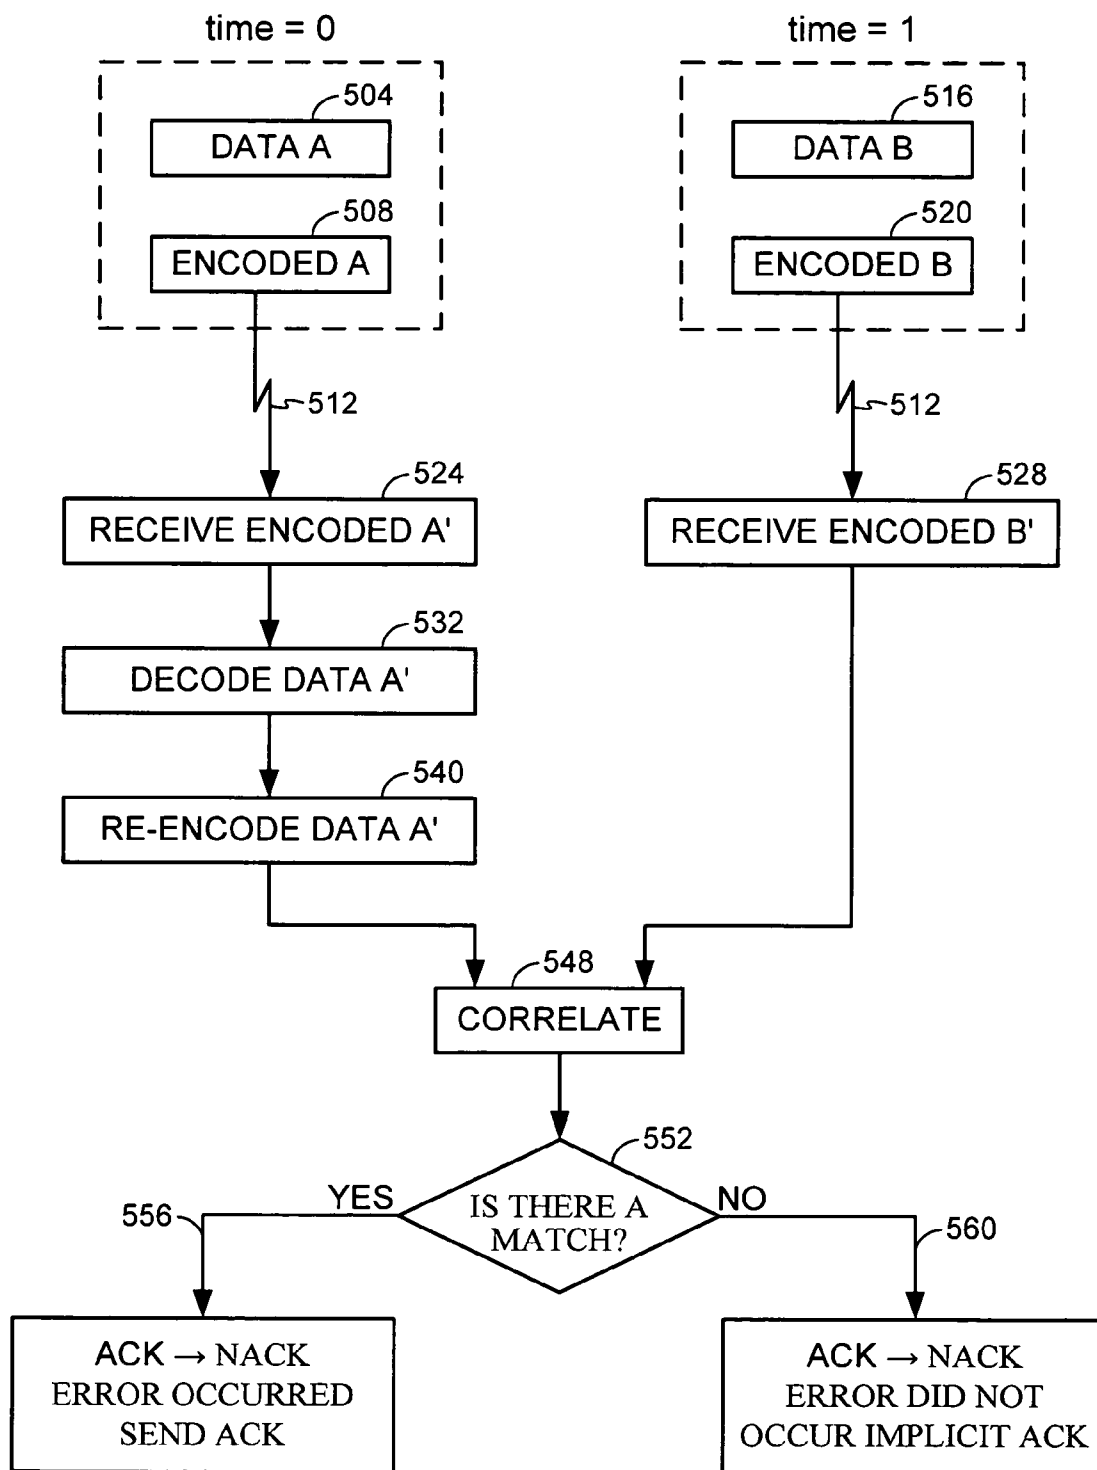 time = 0
time = 1
504
516
DATA A
DATA B
508
520
ENCODED A
ENCODED B
512
512
524
528
RECEIVE ENCODED A'
RECEIVE ENCODED B'
532
DECODE DATA A'
540
RE-ENCODE DATA A'
548
CORRELATE
552
YES
NO
IS THERE A
MATCH?
556
560
ACK → NACK
ERROR OCCURRED
SEND ACK
ACK → NACK
ERROR DID NOT
OCCUR IMPLICIT ACK